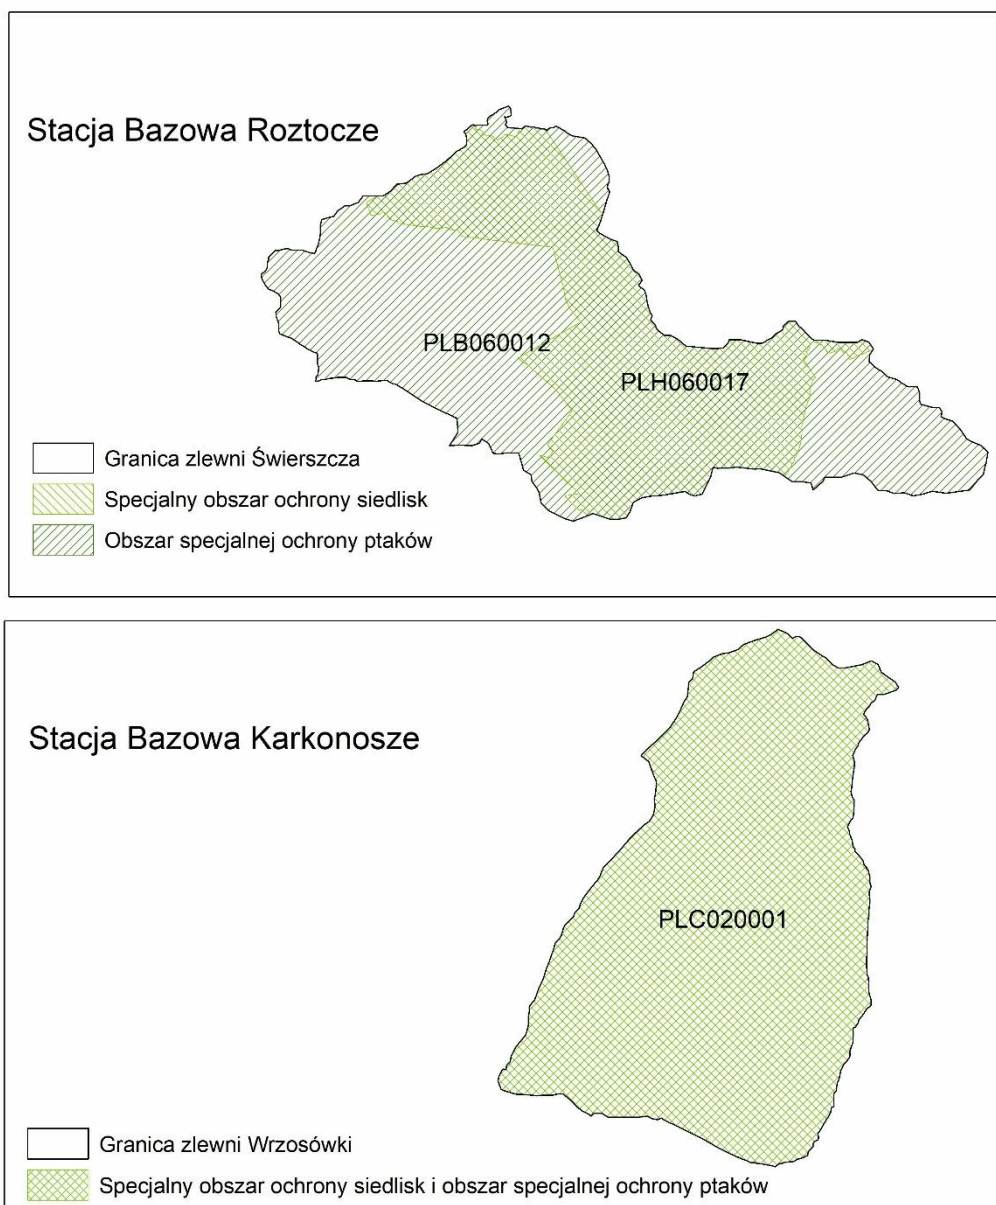 Stacja Bazowa Roztocze
PLB060012
PLH060017
Granica zlewni Świerszcza
Specjalny obszar ochrony siedlisk
Obszar specjalnej ochrony ptaków
Stacja Bazowa Karkonosze
PLC020001
Granica zlewni Wrzosówki
Specjalny obszar ochrony siedlisk i obszar specjalnej ochrony ptaków